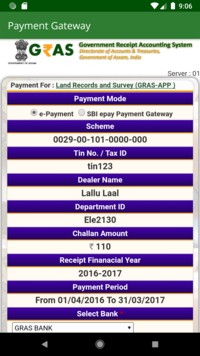 9:06
Payment Gateway
GRAS
Government Receipt Accounting System
Directorate of Accounts & Treasuries,
Government of Assam, India
Server : 01
Payment For : Land Records and Survey (GRAS-APP )
Payment Mode
e-Payment SBI epay Payment Gateway
Scheme
0029-00-101-0000-000
Tin No. / Tax ID
tin123
Dealer Name
Lallu Laal
Department ID
Ele2130
Challan Amount
₹ 110
Receipt Finanacial Year
2016-2017
Payment Period
From 01/04/2016 To 31/03/2017
Select Bank *
GRAS BANK